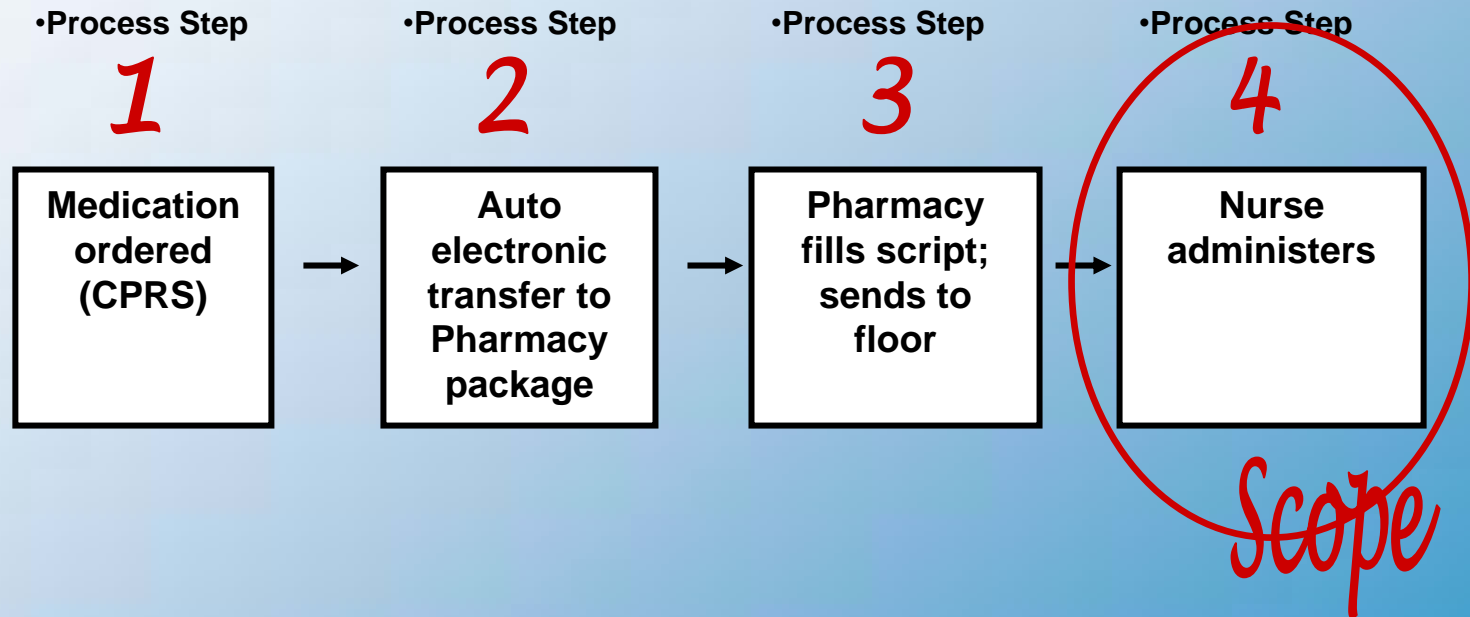 •Process Step
1
Medication
ordered
(CPRS)
•Process Step
2
Auto
electronic
transfer to
Pharmacy
package
•Process Step
3
Pharmacy
fills script;
sends to
floor
•Process Step
4
Nurse
administers
Scope